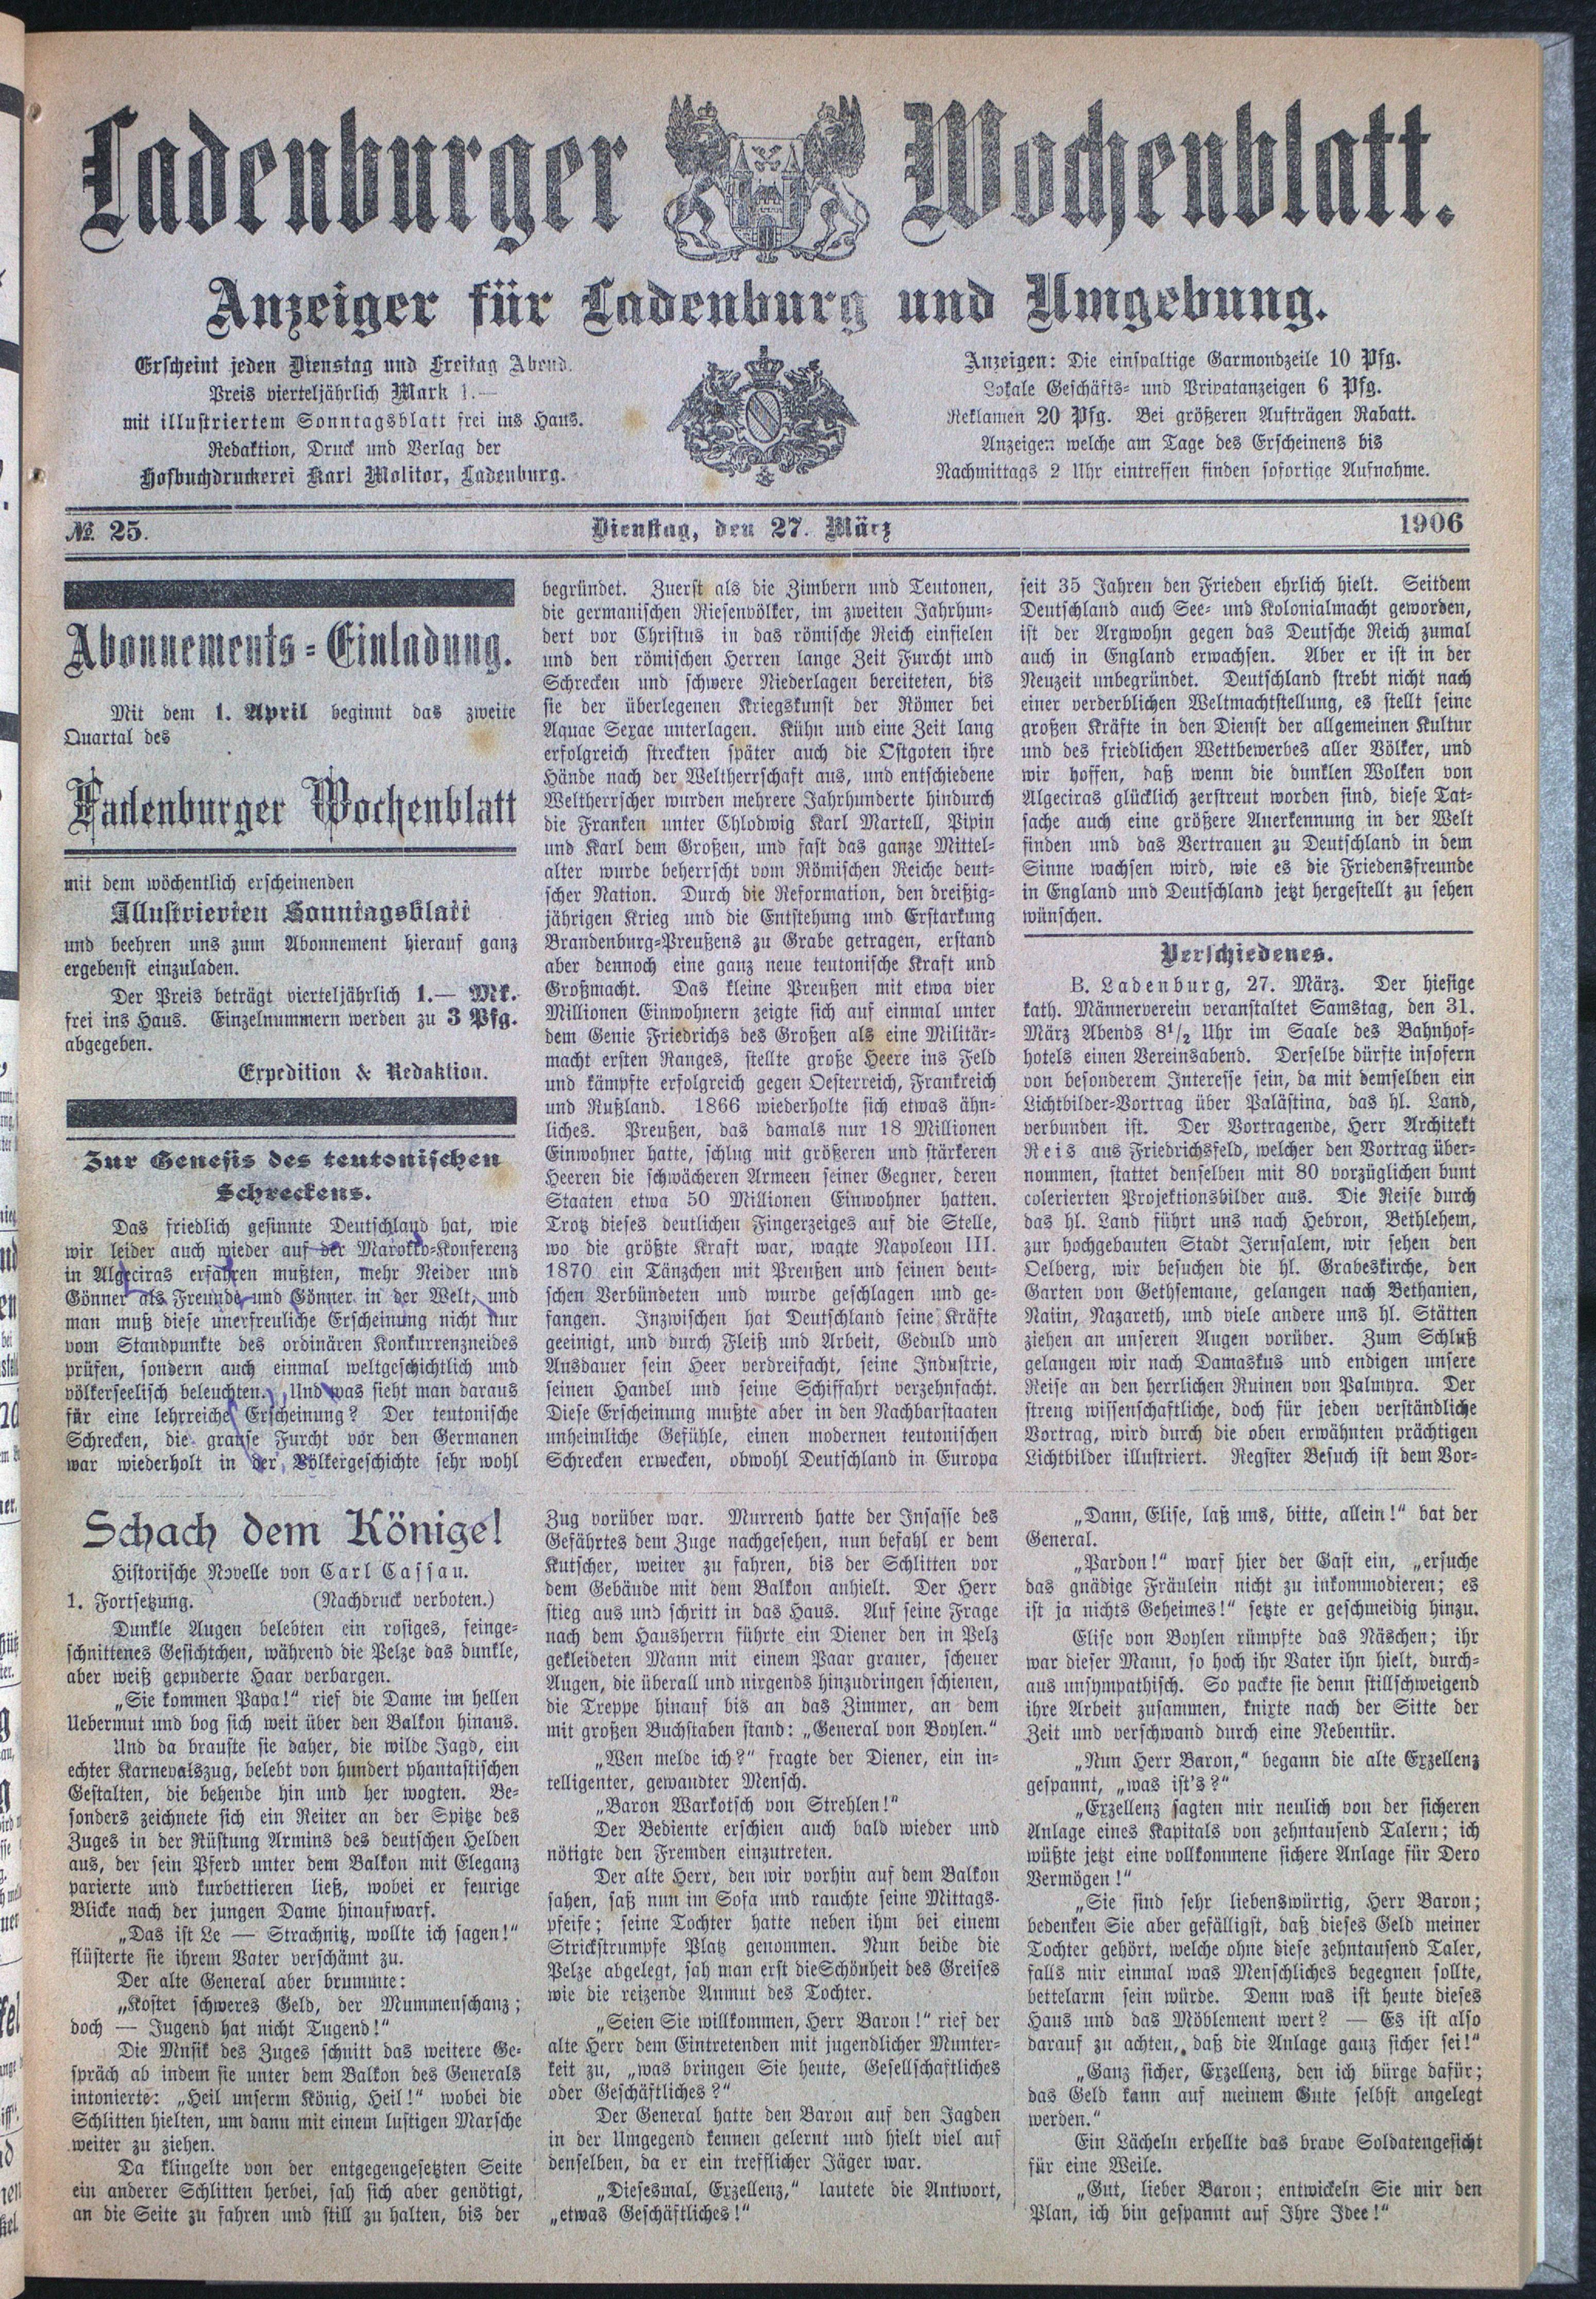 Ladenburger Wochenblatt.
Anzeiger für Ladenburg und Umgebung.
Erscheint jeden Dienstag und Freitag Abend.
Preis vierteljährlich Mark 1.—
mit illustriertem Sonntagsblatt frei ins Haus.
Redaktion, Druck und Verlag der
Hofbuchdruckerei Karl Molitor, Ladenburg.
Anzeigen: Die einspaltige Garmondzeile 10 Pfg.
Lokale Geschäfts- und Privatanzeigen 6 Pfg.
Reklamen 20 Pfg. Bei größeren Aufträgen Rabatt.
Anzeigen welche am Tage des Erscheinens bis
Nachmittags 2 Uhr eintreffen finden sofortige Aufnahme.
№ 25. Dienstag, den 27. März 1906
Abonnements-Einladung.
Mit dem 1. April beginnt das zweite
Quartal des
Ladenburger Wochenblatt
mit dem wöchentlich erscheinenden
Illustrierten Sonntagsblatt
und beehren uns zum Abonnement hierauf ganz
ergebenst einzuladen.
Der Preis beträgt vierteljährlich 1.— Mk.
frei ins Haus. Einzelnummern werden zu 3 Pfg.
abgegeben.
Expedition & Redaktion.
Zur Genesis des teutonischen
Schreckens.
Das friedlich gesinnte Deutschland hat, wie
wir leider auch wieder auf der Marokko-Konferenz
in Algeciras erfahren mußten, mehr Neider und
Gönner als Freunde und Gönner in der Welt, und
man muß diese unerfreuliche Erscheinung nicht nur
vom Standpunkte des ordinären Konkurrenzneides
prüfen, sondern auch einmal weltgeschichtlich und
völkerseelisch beleuchten. Und was sieht man daraus
für eine lehrreiche Erscheinung? Der teutonische
Schrecken, die grause Furcht vor den Germanen
war wiederholt in der Völkergeschichte sehr wohl
begründet. Zuerst als die Zimbern und Teutonen,
die germanischen Riesenvölker, im zweiten Jahrhun-
dert vor Christus in das römische Reich einfielen
und den römischen Herren lange Zeit Furcht und
Schrecken und schwere Niederlagen bereiteten, bis
sie der überlegenen Kriegskunst der Römer bei
Aquae Sexae unterlagen. Kühn und eine Zeit lang
erfolgreich streckten später auch die Ostgoten ihre
Hände nach der Weltherrschaft aus, und entschiedene
Weltherrscher wurden mehrere Jahrhunderte hindurch
die Franken unter Chlodwig Karl Martell, Pipin
und Karl dem Großen, und fast das ganze Mittel-
alter wurde beherrscht vom Römischen Reiche deut-
scher Nation. Durch die Reformation, den dreißig-
jährigen Krieg und die Entstehung und Erstarkung
Brandenburg-Preußens zu Grabe getragen, erstand
aber dennoch eine ganz neue teutonische Kraft und
Großmacht. Das kleine Preußen mit etwa vier
Millionen Einwohnern zeigte sich auf einmal unter
dem Genie Friedrichs des Großen als eine Militär-
macht ersten Ranges, stellte große Heere ins Feld
und kämpfte erfolgreich gegen Oesterreich, Frankreich
und Rußland. 1866 wiederholte sich etwas ähn-
liches. Preußen, das damals nur 18 Millionen
Einwohner hatte, schlug mit größeren und stärkeren
Heeren die schwächeren Armeen seiner Gegner, deren
Staaten etwa 50 Millionen Einwohner hatten.
Trotz dieses deutlichen Fingerzeiges auf die Stelle,
wo die größte Kraft war, wagte Napoleon III.
1870 ein Tänzchen mit Preußen und seinen deut-
schen Verbündeten und wurde geschlagen und ge-
fangen. Inzwischen hat Deutschland seine Kräfte
geeinigt, und durch Fleiß und Arbeit, Geduld und
Ausdauer sein Heer verdreifacht, seine Industrie,
seinen Handel und seine Schiffahrt verzehnfacht.
Diese Erscheinung mußte aber in den Nachbarstaaten
unheimliche Gefühle, einen modernen teutonischen
Schrecken erwecken, obwohl Deutschland in Europa
seit 35 Jahren den Frieden ehrlich hielt. Seitdem
Deutschland auch See- und Kolonialmacht geworden,
ist der Argwohn gegen das Deutsche Reich zumal
auch in England erwachsen. Aber er ist in der
Neuzeit unbegründet. Deutschland strebt nicht nach
einer verderblichen Weltmachtstellung, es stellt seine
großen Kräfte in den Dienst der allgemeinen Kultur
und des friedlichen Wettbewerbes aller Völker, und
wir hoffen, daß wenn die dunklen Wolken von
Algeciras glücklich zerstreut worden sind, diese Tat-
sache auch eine größere Anerkennung in der Welt
finden und das Vertrauen zu Deutschland in dem
Sinne wachsen wird, wie es die Friedensfreunde
in England und Deutschland jetzt hergestellt zu sehen
wünschen.
Verschiedenes.
B. Ladenburg, 27. März. Der hiesige
kath. Männerverein veranstaltet Samstag, den 31.
März Abends 8½ Uhr im Saale des Bahnhof-
hotels einen Vereinsabend. Derselbe dürfte insofern
von besonderem Interesse sein, da mit demselben ein
Lichtbilder-Vortrag über Palästina, das hl. Land,
verbunden ist. Der Vortragende, Herr Architekt
Reis aus Friedrichsfeld, welcher den Vortrag über-
nommen, stattet denselben mit 80 vorzüglichen bunt
colerierten Projektionsbilder aus. Die Reise durch
das hl. Land führt uns nach Hebron, Bethlehem,
zur hochgebauten Stadt Jerusalem, wir sehen den
Oelberg, wir besuchen die hl. Grabeskirche, den
Garten von Gethsemane, gelangen nach Bethanien,
Naiin, Nazareth, und viele andere uns hl. Stätten
ziehen an unseren Augen vorüber. Zum Schluß
gelangen wir nach Damaskus und endigen unsere
Reise an den herrlichen Ruinen von Palmyra. Der
streng wissenschaftliche, doch für jeden verständliche
Vortrag, wird durch die oben erwähnten prächtigen
Lichtbilder illustriert. Regster Besuch ist dem Vor-
Schach dem Könige!
Historische Novelle von Carl Cassau.
1. Fortsetzung. (Nachdruck verboten.)
Dunkle Augen belebten ein rosiges, feinge-
schnittenes Gesichtchen, während die Pelze das dunkle,
aber weiß gepuderte Haar verbargen.
„Sie kommen Papa!“ rief die Dame im hellen
Uebermut und bog sich weit über den Balkon hinaus.
Und da brauste sie daher, die wilde Jagd, ein
echter Karnevalszug, belebt von hundert phantastischen
Gestalten, die behende hin und her wogten. Be-
sonders zeichnete sich ein Reiter an der Spitze des
Zuges in der Rüstung Armins des deutschen Helden
aus, der sein Pferd unter dem Balkon mit Eleganz
parierte und kurbettieren ließ, wobei er feurige
Blicke nach der jungen Dame hinaufwarf.
„Das ist Le — Strachnitz, wollte ich sagen!“
flüsterte sie ihrem Vater verschämt zu.
Der alte General aber brummte:
„Kostet schweres Geld, der Mummenschanz;
doch — Jugend hat nicht Tugend!“
Die Musik des Zuges schnitt das weitere Ge-
spräch ab indem sie unter dem Balkon des Generals
intonierte: „Heil unserm König, Heil!“ wobei die
Schlitten hielten, um dann mit einem lustigen Marsche
weiter zu ziehen.
Da klingelte von der entgegengesetzten Seite
ein anderer Schlitten herbei, sah sich aber genötigt,
an die Seite zu fahren und still zu halten, bis der
Zug vorüber war. Murrend hatte der Insasse des
Gefährtes dem Zuge nachgesehen, nun befahl er dem
Kutscher, weiter zu fahren, bis der Schlitten vor
dem Gebäude mit dem Balkon anhielt. Der Herr
stieg aus und schritt in das Haus. Auf seine Frage
nach dem Hausherrn führte ein Diener den in Pelz
gekleideten Mann mit einem Paar grauer, scheuer
Augen, die überall und nirgends hinzudringen schienen,
die Treppe hinauf bis an das Zimmer, an dem
mit großen Buchstaben stand: „General von Boylen.“
„Wen melde ich?“ fragte der Diener, ein in-
telligenter, gewandter Mensch.
„Baron Warkotsch von Strehlen!“
Der Bediente erschien auch bald wieder und
nötigte den Fremden einzutreten.
Der alte Herr, den wir vorhin auf dem Balkon
sahen, saß nun im Sofa und rauchte seine Mittags-
pfeife; seine Tochter hatte neben ihm bei einem
Strickstrumpfe Platz genommen. Nun beide die
Pelze abgelegt, sah man erst dieSchönheit des Greises
wie die reizende Anmut des Tochter.
„Seien Sie willkommen, Herr Baron!“ rief der
alte Herr dem Eintretenden mit jugendlicher Munter-
keit zu, „was bringen Sie heute, Gesellschaftliches
oder Geschäftliches?“
Der General hatte den Baron auf den Jagden
in der Umgegend kennen gelernt und hielt viel auf
denselben, da er ein trefflicher Jäger war.
„Diesesmal, Exzellenz,“ lautete die Antwort,
„etwas Geschäftliches!“
„Dann, Elise, laß uns, bitte, allein!“ bat der
General.
„Pardon!“ warf hier der Gast ein, „ersuche
das gnädige Fräulein nicht zu inkommodieren; es
ist ja nichts Geheimes!“ setzte er geschmeidig hinzu.
Elise von Boylen rümpfte das Näschen; ihr
war dieser Mann, so hoch ihr Vater ihn hielt, durch-
aus unsympathisch. So packte sie denn stillschweigend
ihre Arbeit zusammen, knixte nach der Sitte der
Zeit und verschwand durch eine Nebentür.
„Nun Herr Baron,“ begann die alte Exzellenz
gespannt, „was ist's?“
„Exzellenz sagten mir neulich von der sicheren
Anlage eines Kapitals von zehntausend Talern; ich
wüßte jetzt eine vollkommene sichere Anlage für Dero
Vermögen!“
„Sie sind sehr liebenswürtig, Herr Baron;
bedenken Sie aber gefälligst, daß dieses Geld meiner
Tochter gehört, welche ohne diese zehntausend Taler,
falls mir einmal was Menschliches begegnen sollte,
bettelarm sein würde. Denn was ist heute dieses
Haus und das Möblement wert? — Es ist also
darauf zu achten, daß die Anlage ganz sicher sei!“
„Ganz sicher, Exzellenz, den ich bürge dafür;
das Geld kann auf meinem Gute selbst angelegt
werden.“
Ein Lächeln erhellte das brave Soldatengesicht
für eine Weile.
„Gut, lieber Baron; entwickeln Sie mir den
Plan, ich bin gespannt auf Ihre Idee!“